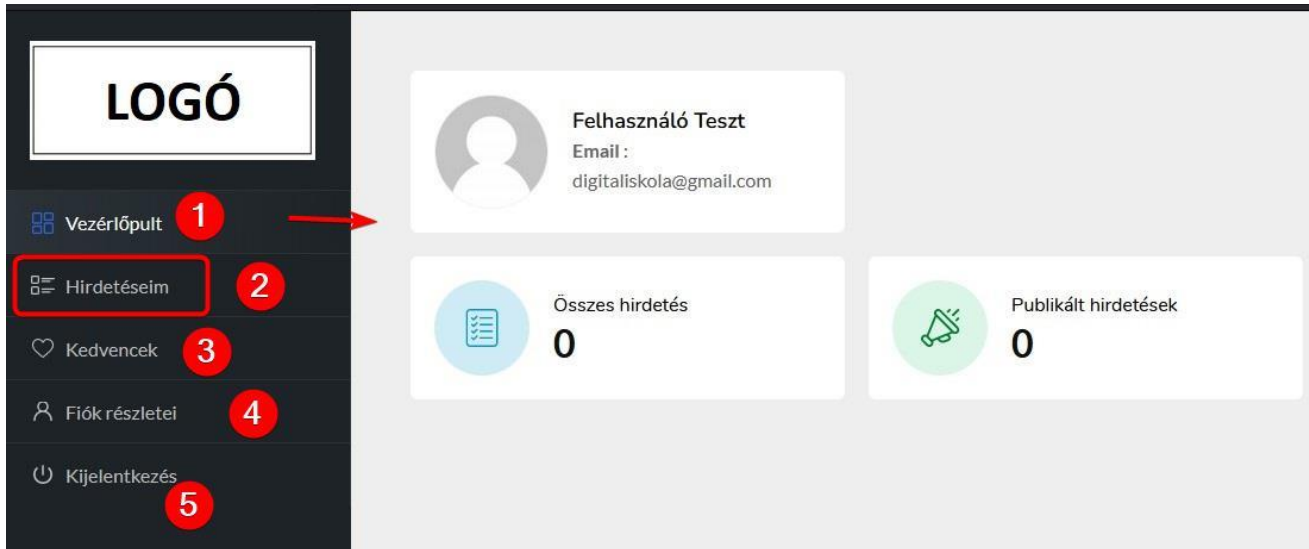 LOGÓ
Vezérlőpult 1
Hirdetéseim 2
Kedvencek 3
Fiók részletei 4
Kijelentkezés
5
Felhasználó Teszt
Email :
digitaliskola@gmail.com
Összes hirdetés
0
Publikált hirdetések
0